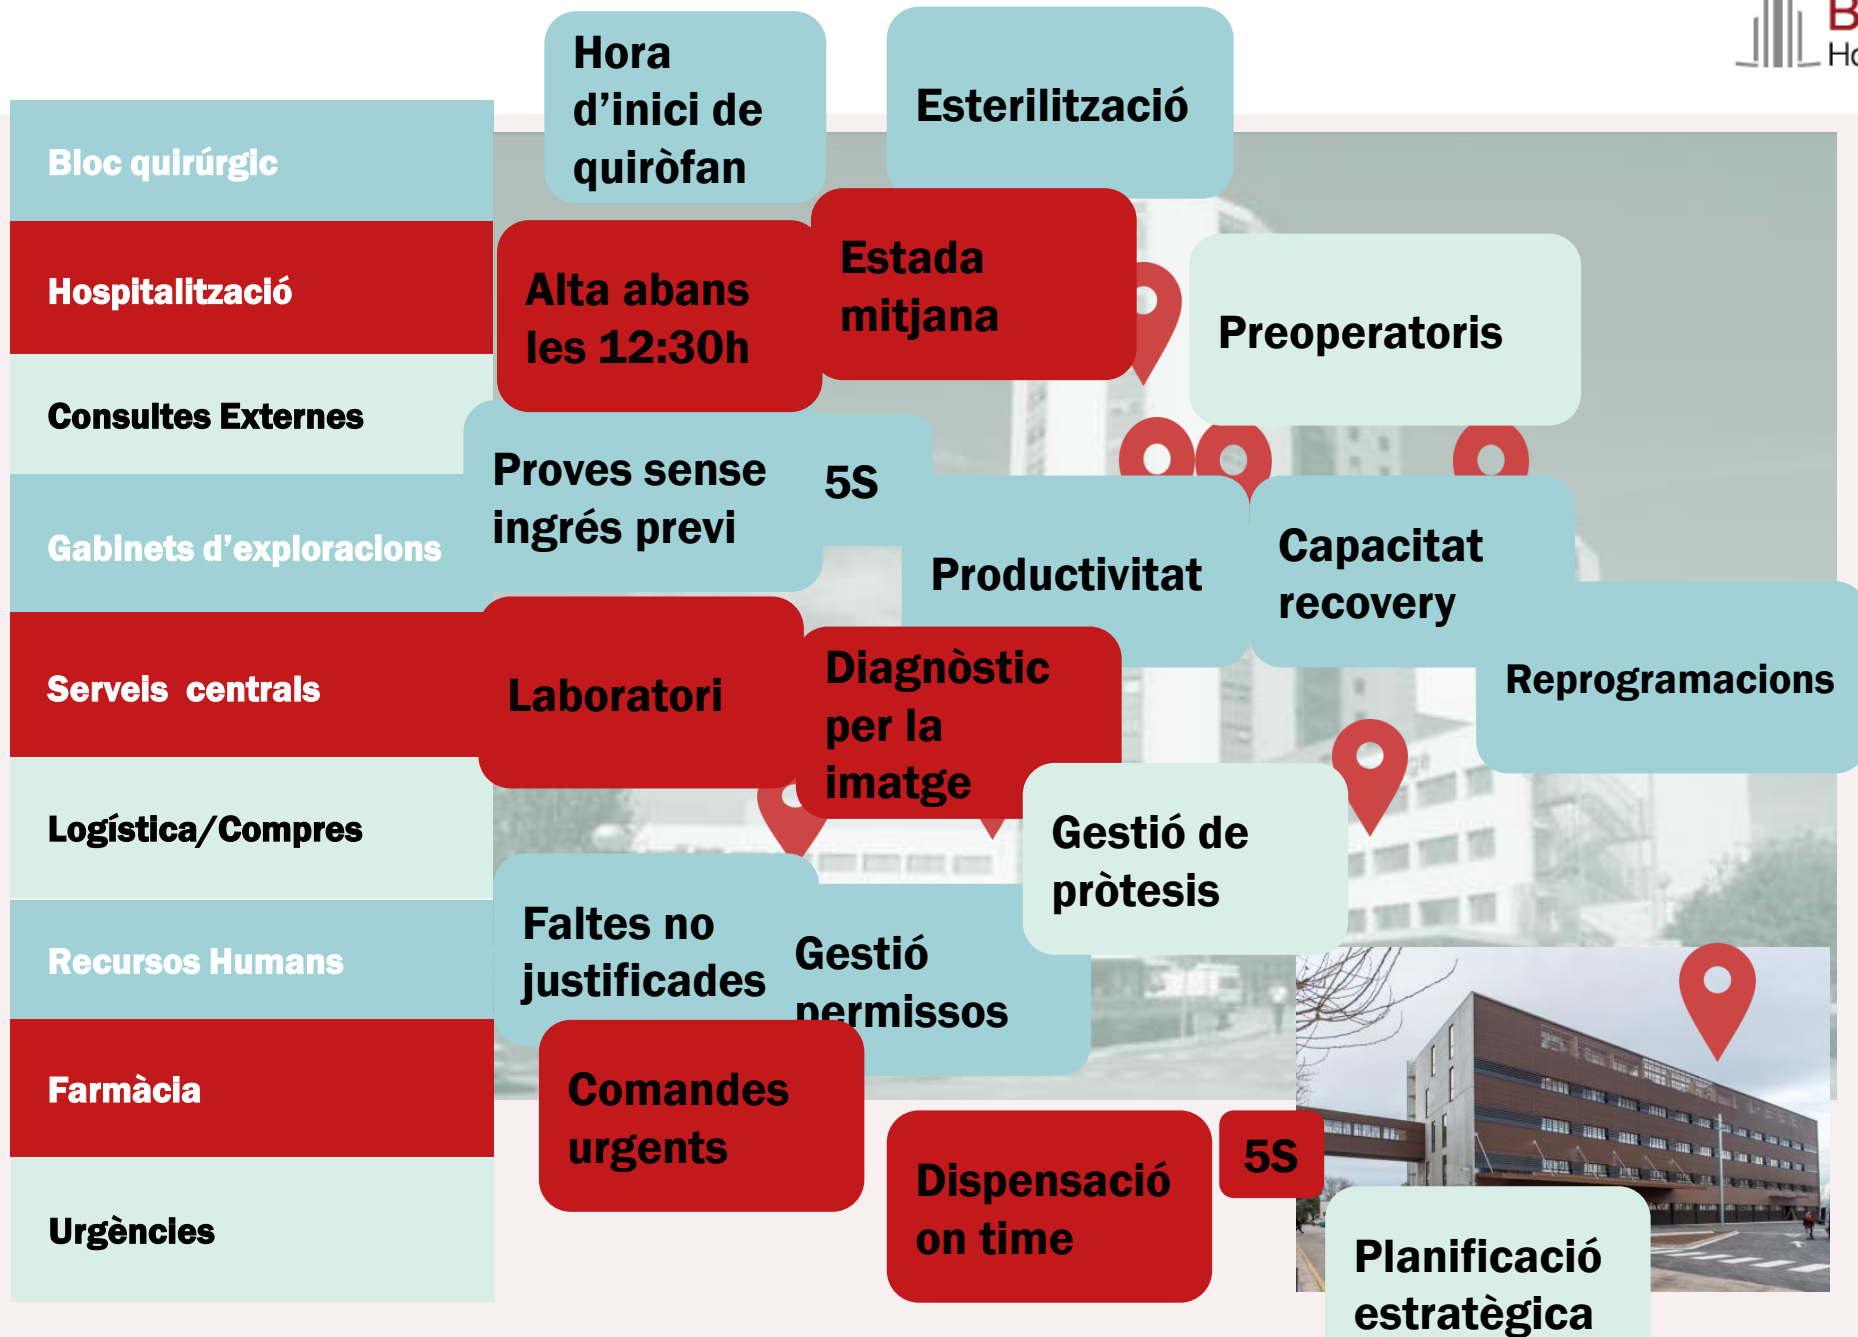 B
Ho
Hora
d’inici de
quiròfan
Esterilització
Bloc quirúrgic
Hospitalització
Alta abans
les 12:30h
Estada
mitjana
Preoperatoris
Consultes Externes
Proves sense
ingrés previ
5S
Gabinets d’exploracions
Productivitat
Capacitat
recovery
Reprogramacions
Serveis centrals
Laboratori
Diagnòstic
per la
imatge
Logística/Compres
Gestió de
pròtesis
Recursos Humans
Faltes no
justificades
Gestió
permissos
Farmàcia
Comandes
urgents
Dispensació
on time
5S
Urgències
Planificació
estratègica